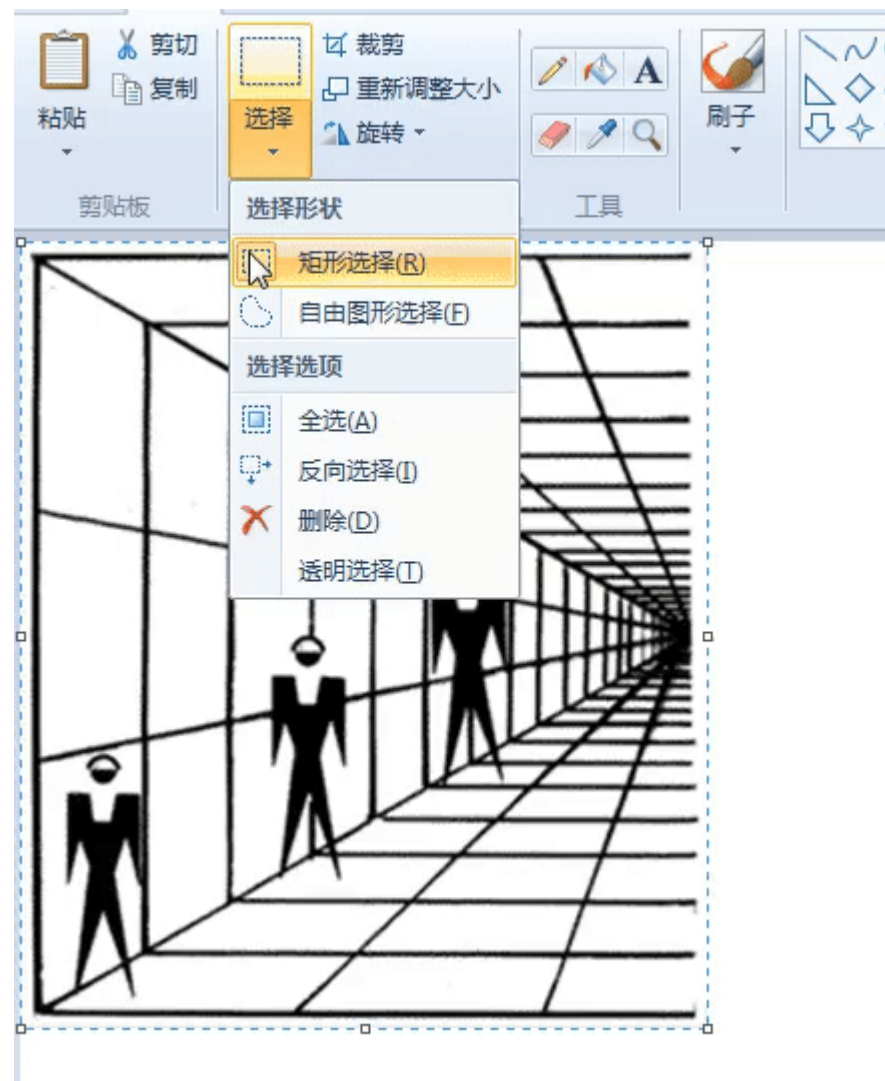 剪切
复制
粘贴
剪贴板
选择
裁剪
重新调整大小
旋转
A
工具
刷子
选择形状
矩形选择(R)
自由图形选择(F)
选择选项
全选(A)
反向选择(I)
删除(D)
透明选择(T)